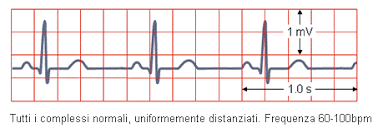 1 mV
1.0 s
Tutti i complessi normali, uniformemente distanziati. Frequenza 60-100bpm